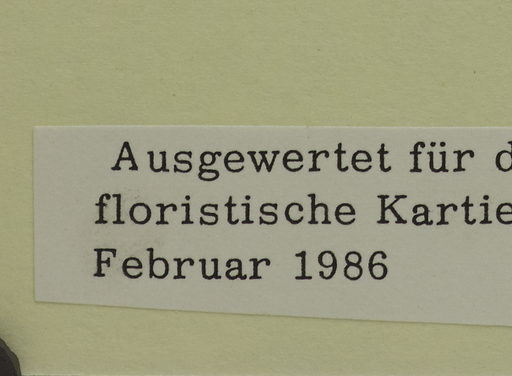 Ausgewertet für d
floristische Kartie
Februar 1986